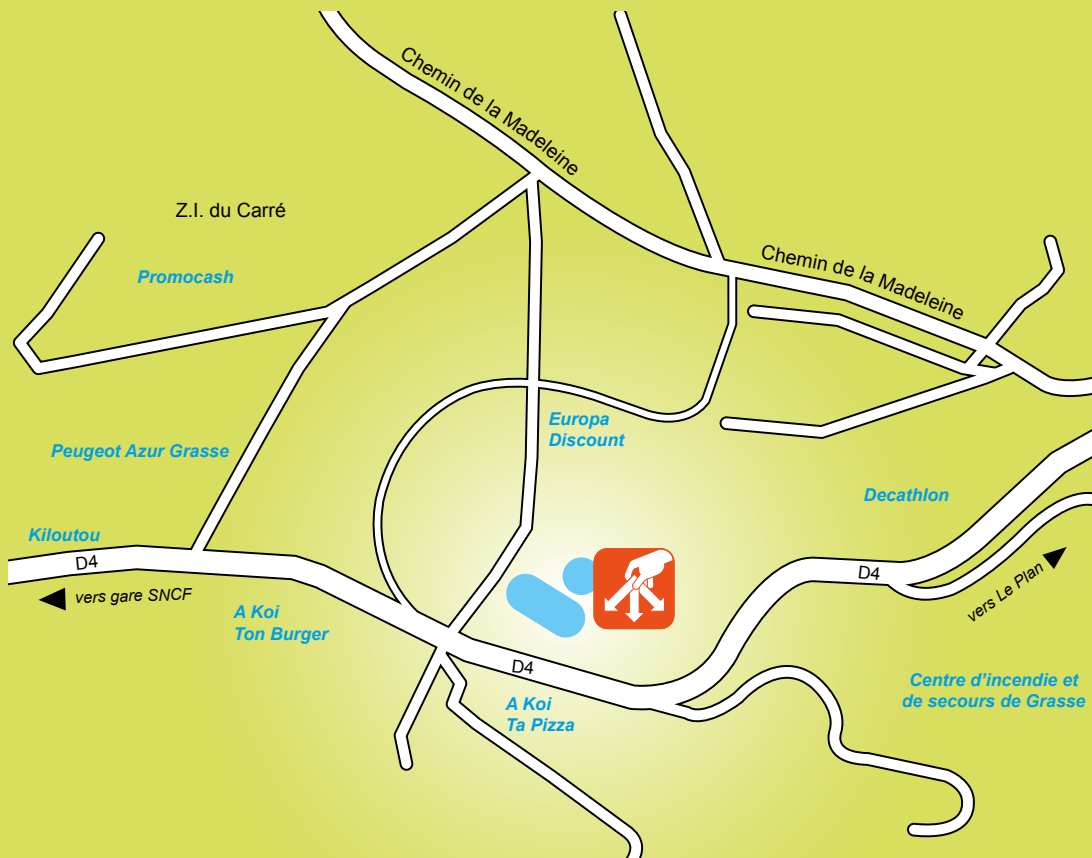 Chemin de la Madeleine
Z.I. du Carré
Chemin de la Madeleine
Promocash
Europa
Discount
Peugeot Azur Grasse
Decathlon
Kiloutou
D4
D4
vers gare SNCF
vers Le Plan
A Koi
Ton Burger
D4
Centre d’incendie et
de secours de Grasse
A Koi
Ta Pizza